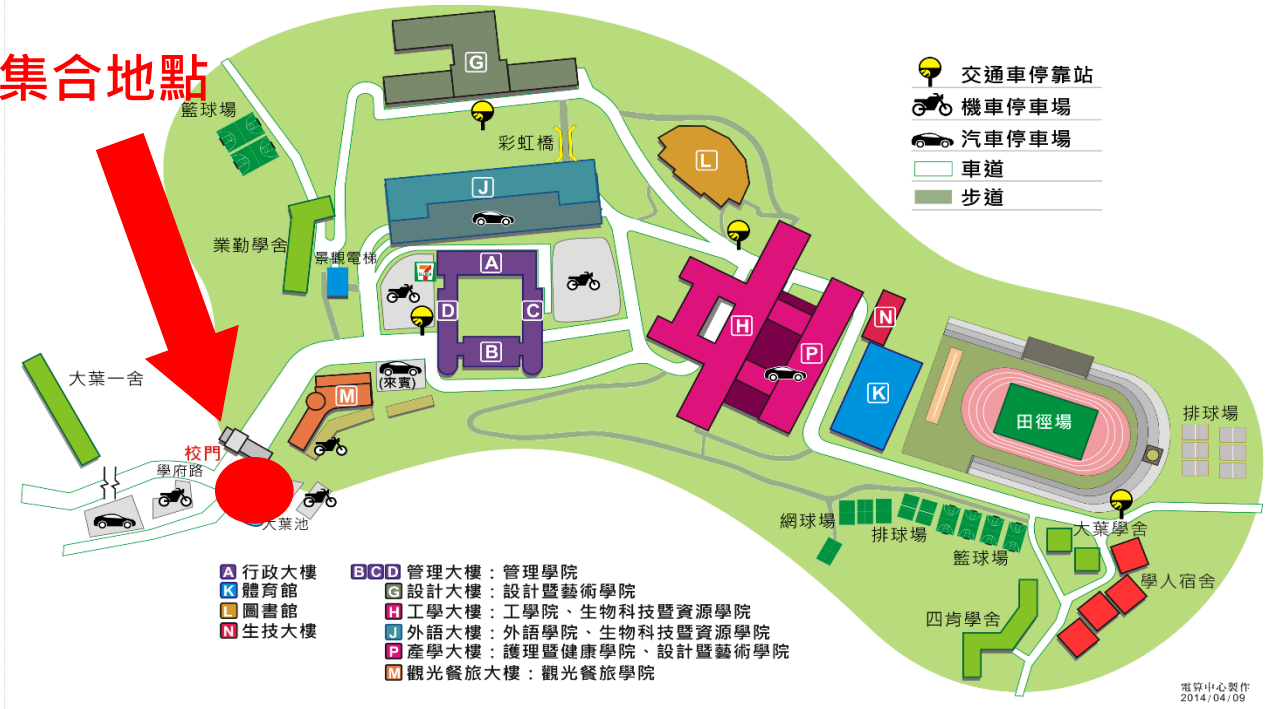 集合地點
籃球場
G
彩虹橋
L
J
業勤學舍
景觀電梯
7
A
D
C
B
H
P
N
K
(來賓)
M
大葉一舍
校門
學府路
大葉池
田徑場
排球場
網球場
排球場
籃球場
大葉學舍
學人宿舍
四肯學舍
交通車停靠站
機車停車場
汽車停車場
車道
步道
A 行政大樓
K 體育館
L 圖書館
N 生技大樓
B C D 管理大樓：管理學院
G 設計大樓：設計暨藝術學院
H 工學大樓：工學院、生物科技暨資源學院
J 外語大樓：外語學院、生物科技暨資源學院
P 產學大樓：護理暨健康學院、設計暨藝術學院
M 觀光餐旅大樓：觀光餐旅學院
電算中心製作
2014/04/09